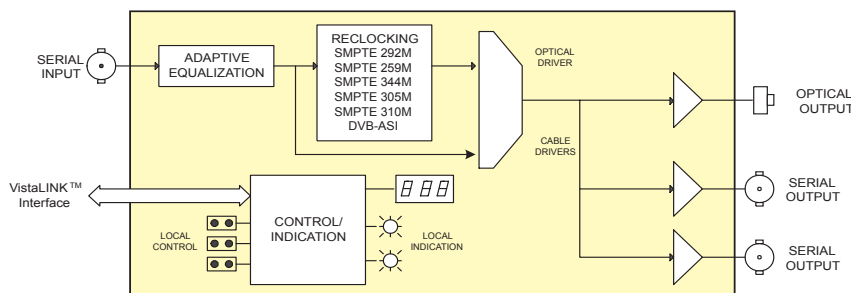 SERIAL
INPUT
ADAPTIVE
EQUALIZATION
RECLOCKING
SMPTE 292M
SMPTE 259M
SMPTE 344M
SMPTE 305M
SMPTE 310M
DVB-ASI
OPTICAL
DRIVER
OPTICAL
OUTPUT
CABLE
DRIVERS
VistaLINK™
Interface
CONTROL/
INDICATION
888
LOCAL
CONTROL
LOCAL
INDICATION
SERIAL
OUTPUT
SERIAL
OUTPUT